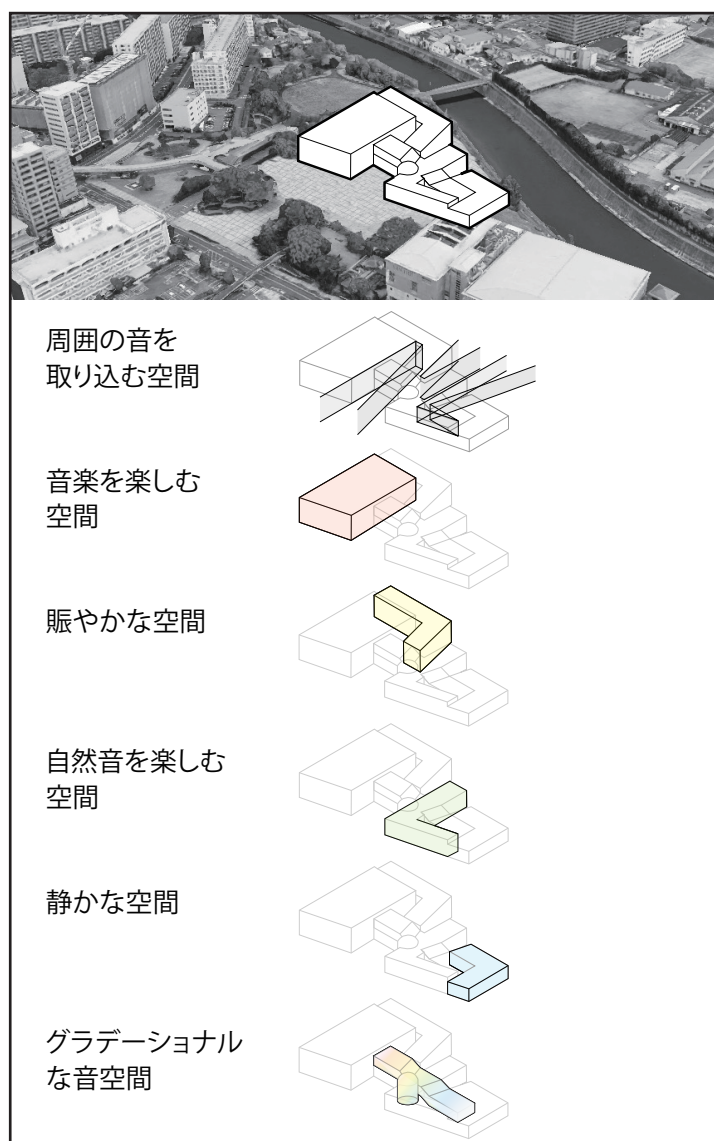 周囲の音を
取り込む空間
音楽を楽しむ
空間
賑やかな空間
自然音を楽しむ
空間
静かな空間
グラデーショナル
な音空間